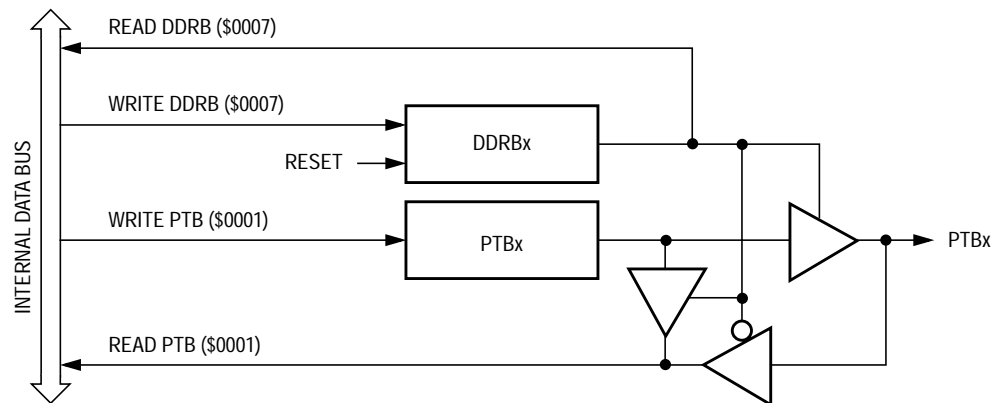 READ DDRB ($0007)
WRITE DDRB ($0007)
DDRBx
RESET
INTERNAL DATA BUS
WRITE PTB ($0001)
PTBx
PTBx
READ PTB ($0001)